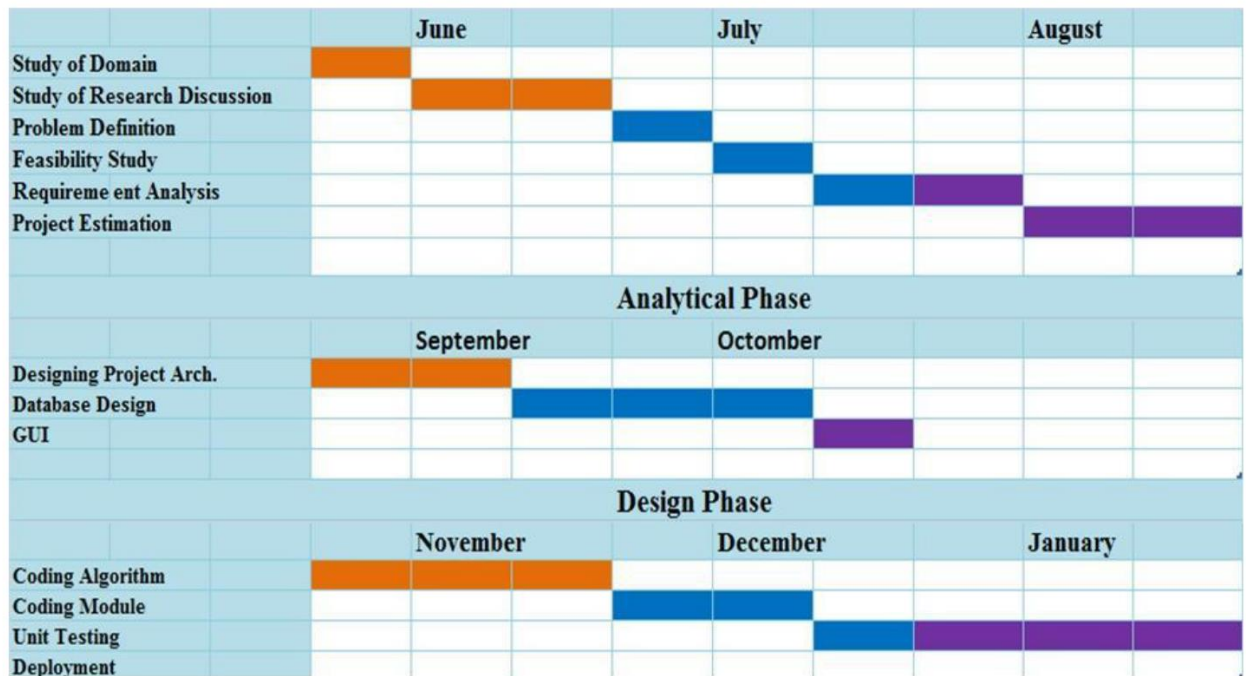 June July August
Study of Domain
Study of Research Discussion
Problem Definition
Feasibility Study
Requireme ent Analysis
Project Estimation
Analytical Phase
September Octomber
Designing Project Arch.
Database Design
GUI
Design Phase
November December January
Coding Algorithm
Coding Module
Unit Testing
Deployment